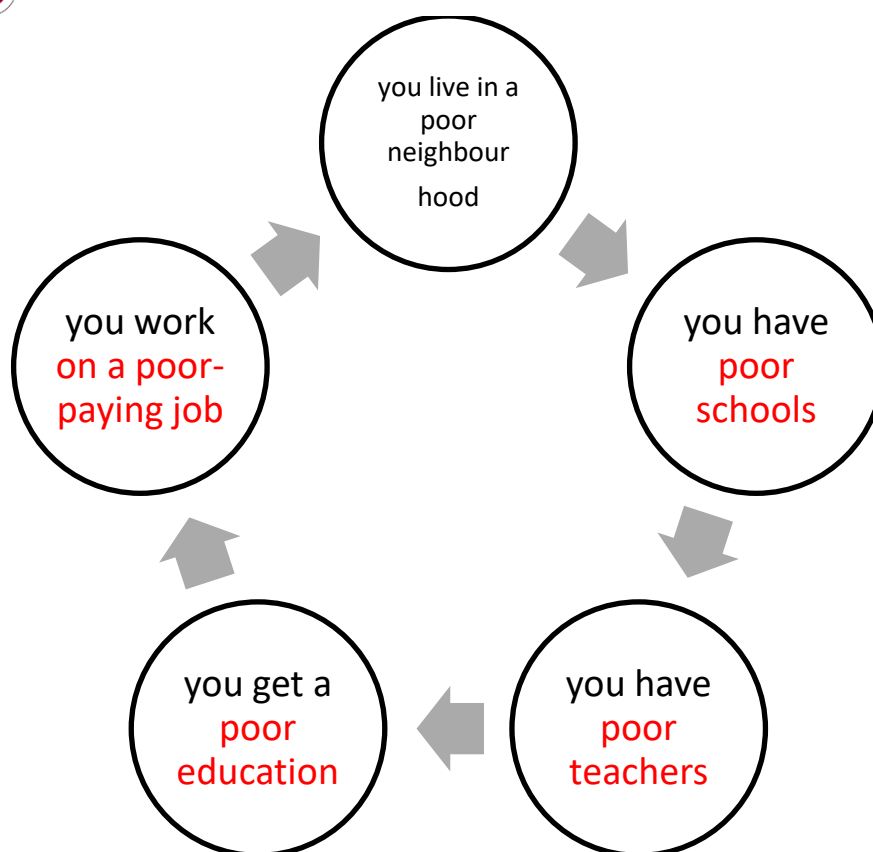 you live in a
poor
neighbour
hood
you have
poor
schools
you have
poor
teachers
you get a
poor
education
you work
on a poor-
paying job